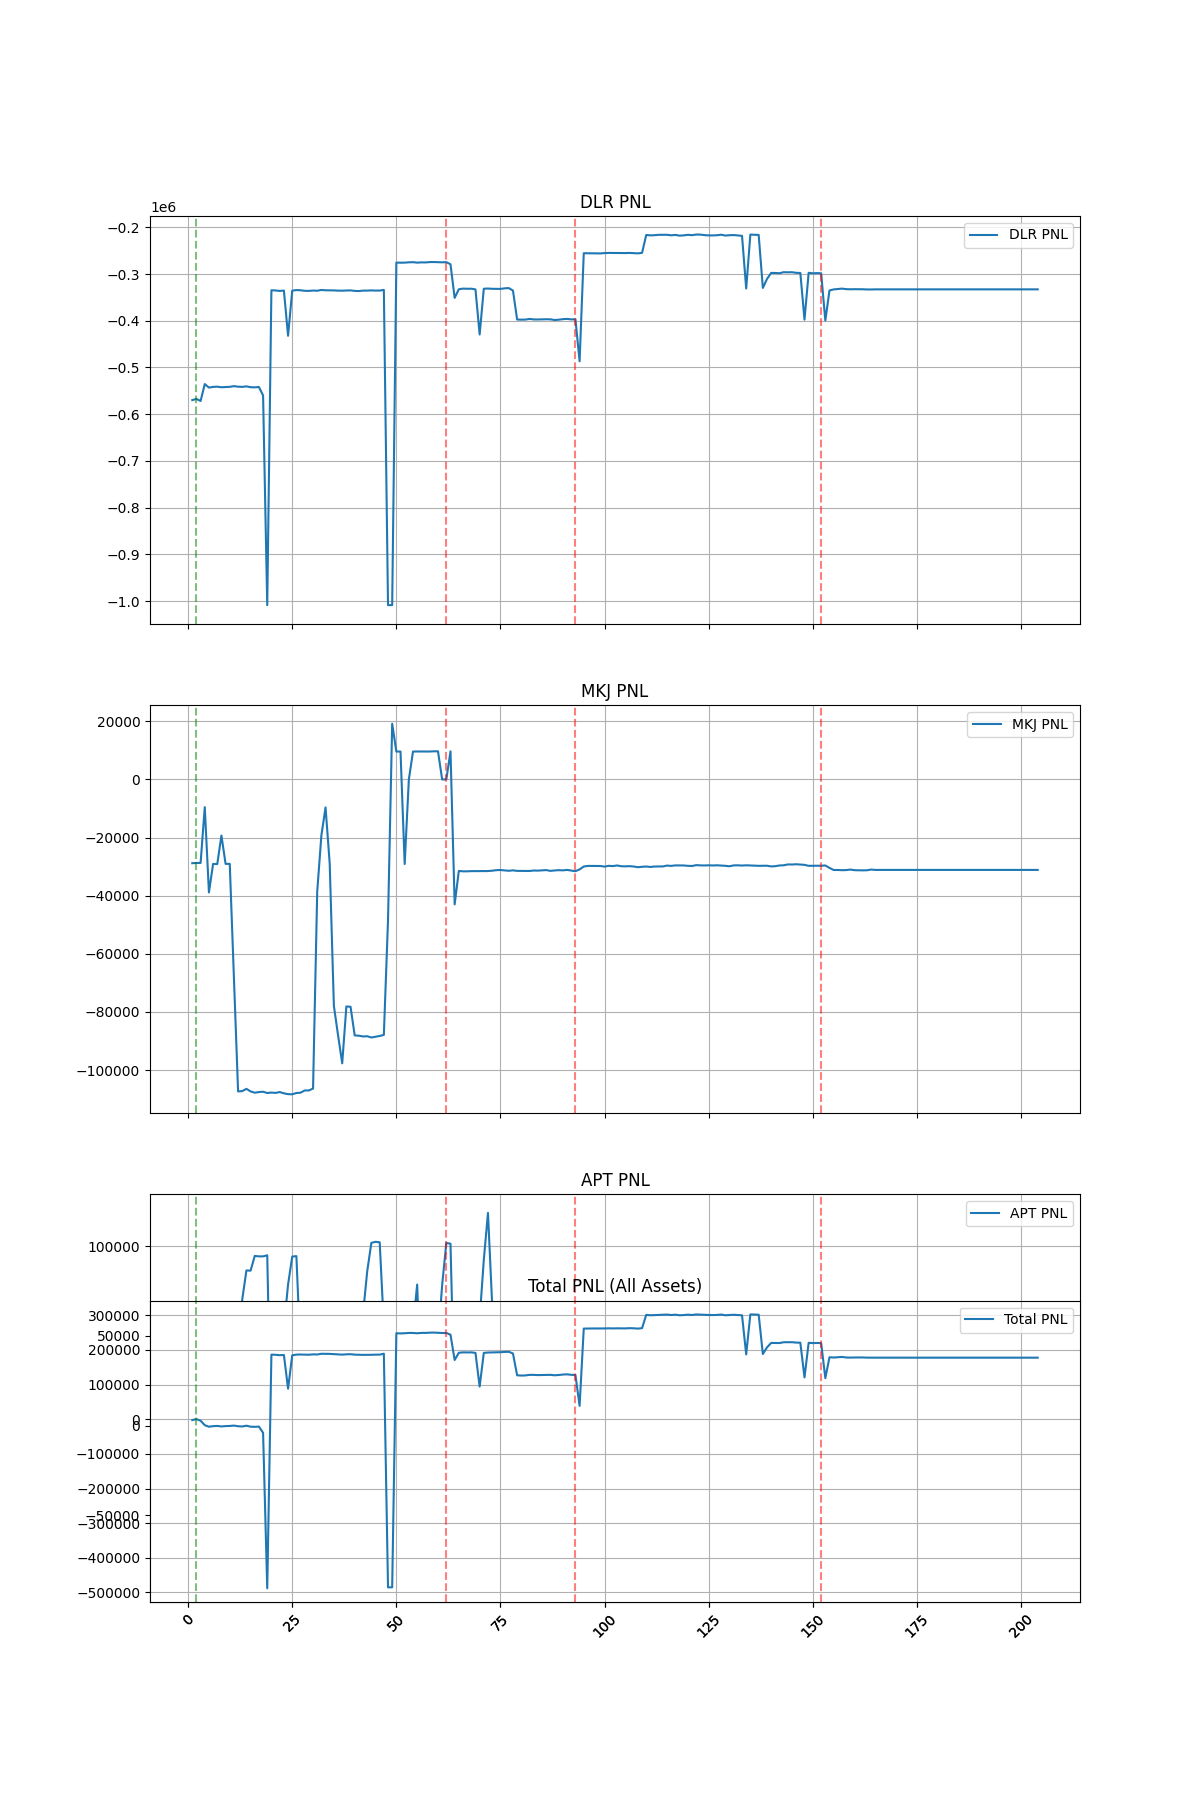 DLR PNL
1e6
DLR PNL
−0.2
−0.3
−0.4
−0.5
−0.6
−0.7
−0.8
−0.9
−1.0
MKJ PNL
MKJ PNL
20000
0
−20000
−40000
−60000
−80000
−100000
APT PNL
APT PNL
100000
Total PNL (All Assets)
Total PNL
300000
50000
200000
100000
0
0
−100000
−200000
−50000
−300000
−400000
−500000
0 25 50 75 100 125 150 175 200